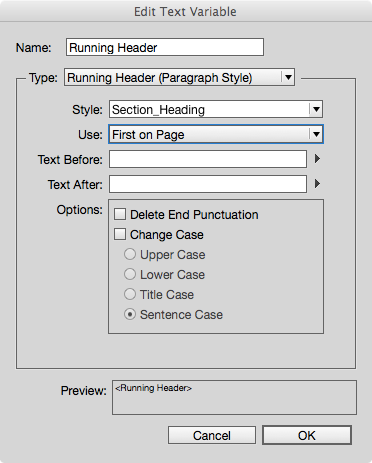 Edit Text Variable
Name: Running Header
Type: Running Header (Paragraph Style)
Style: Section_Heading
Use: First on Page
Text Before:
Text After:
Options: Delete End Punctuation
Change Case
Upper Case
Lower Case
Title Case
Sentence Case
Preview: <Running Header>
Cancel OK